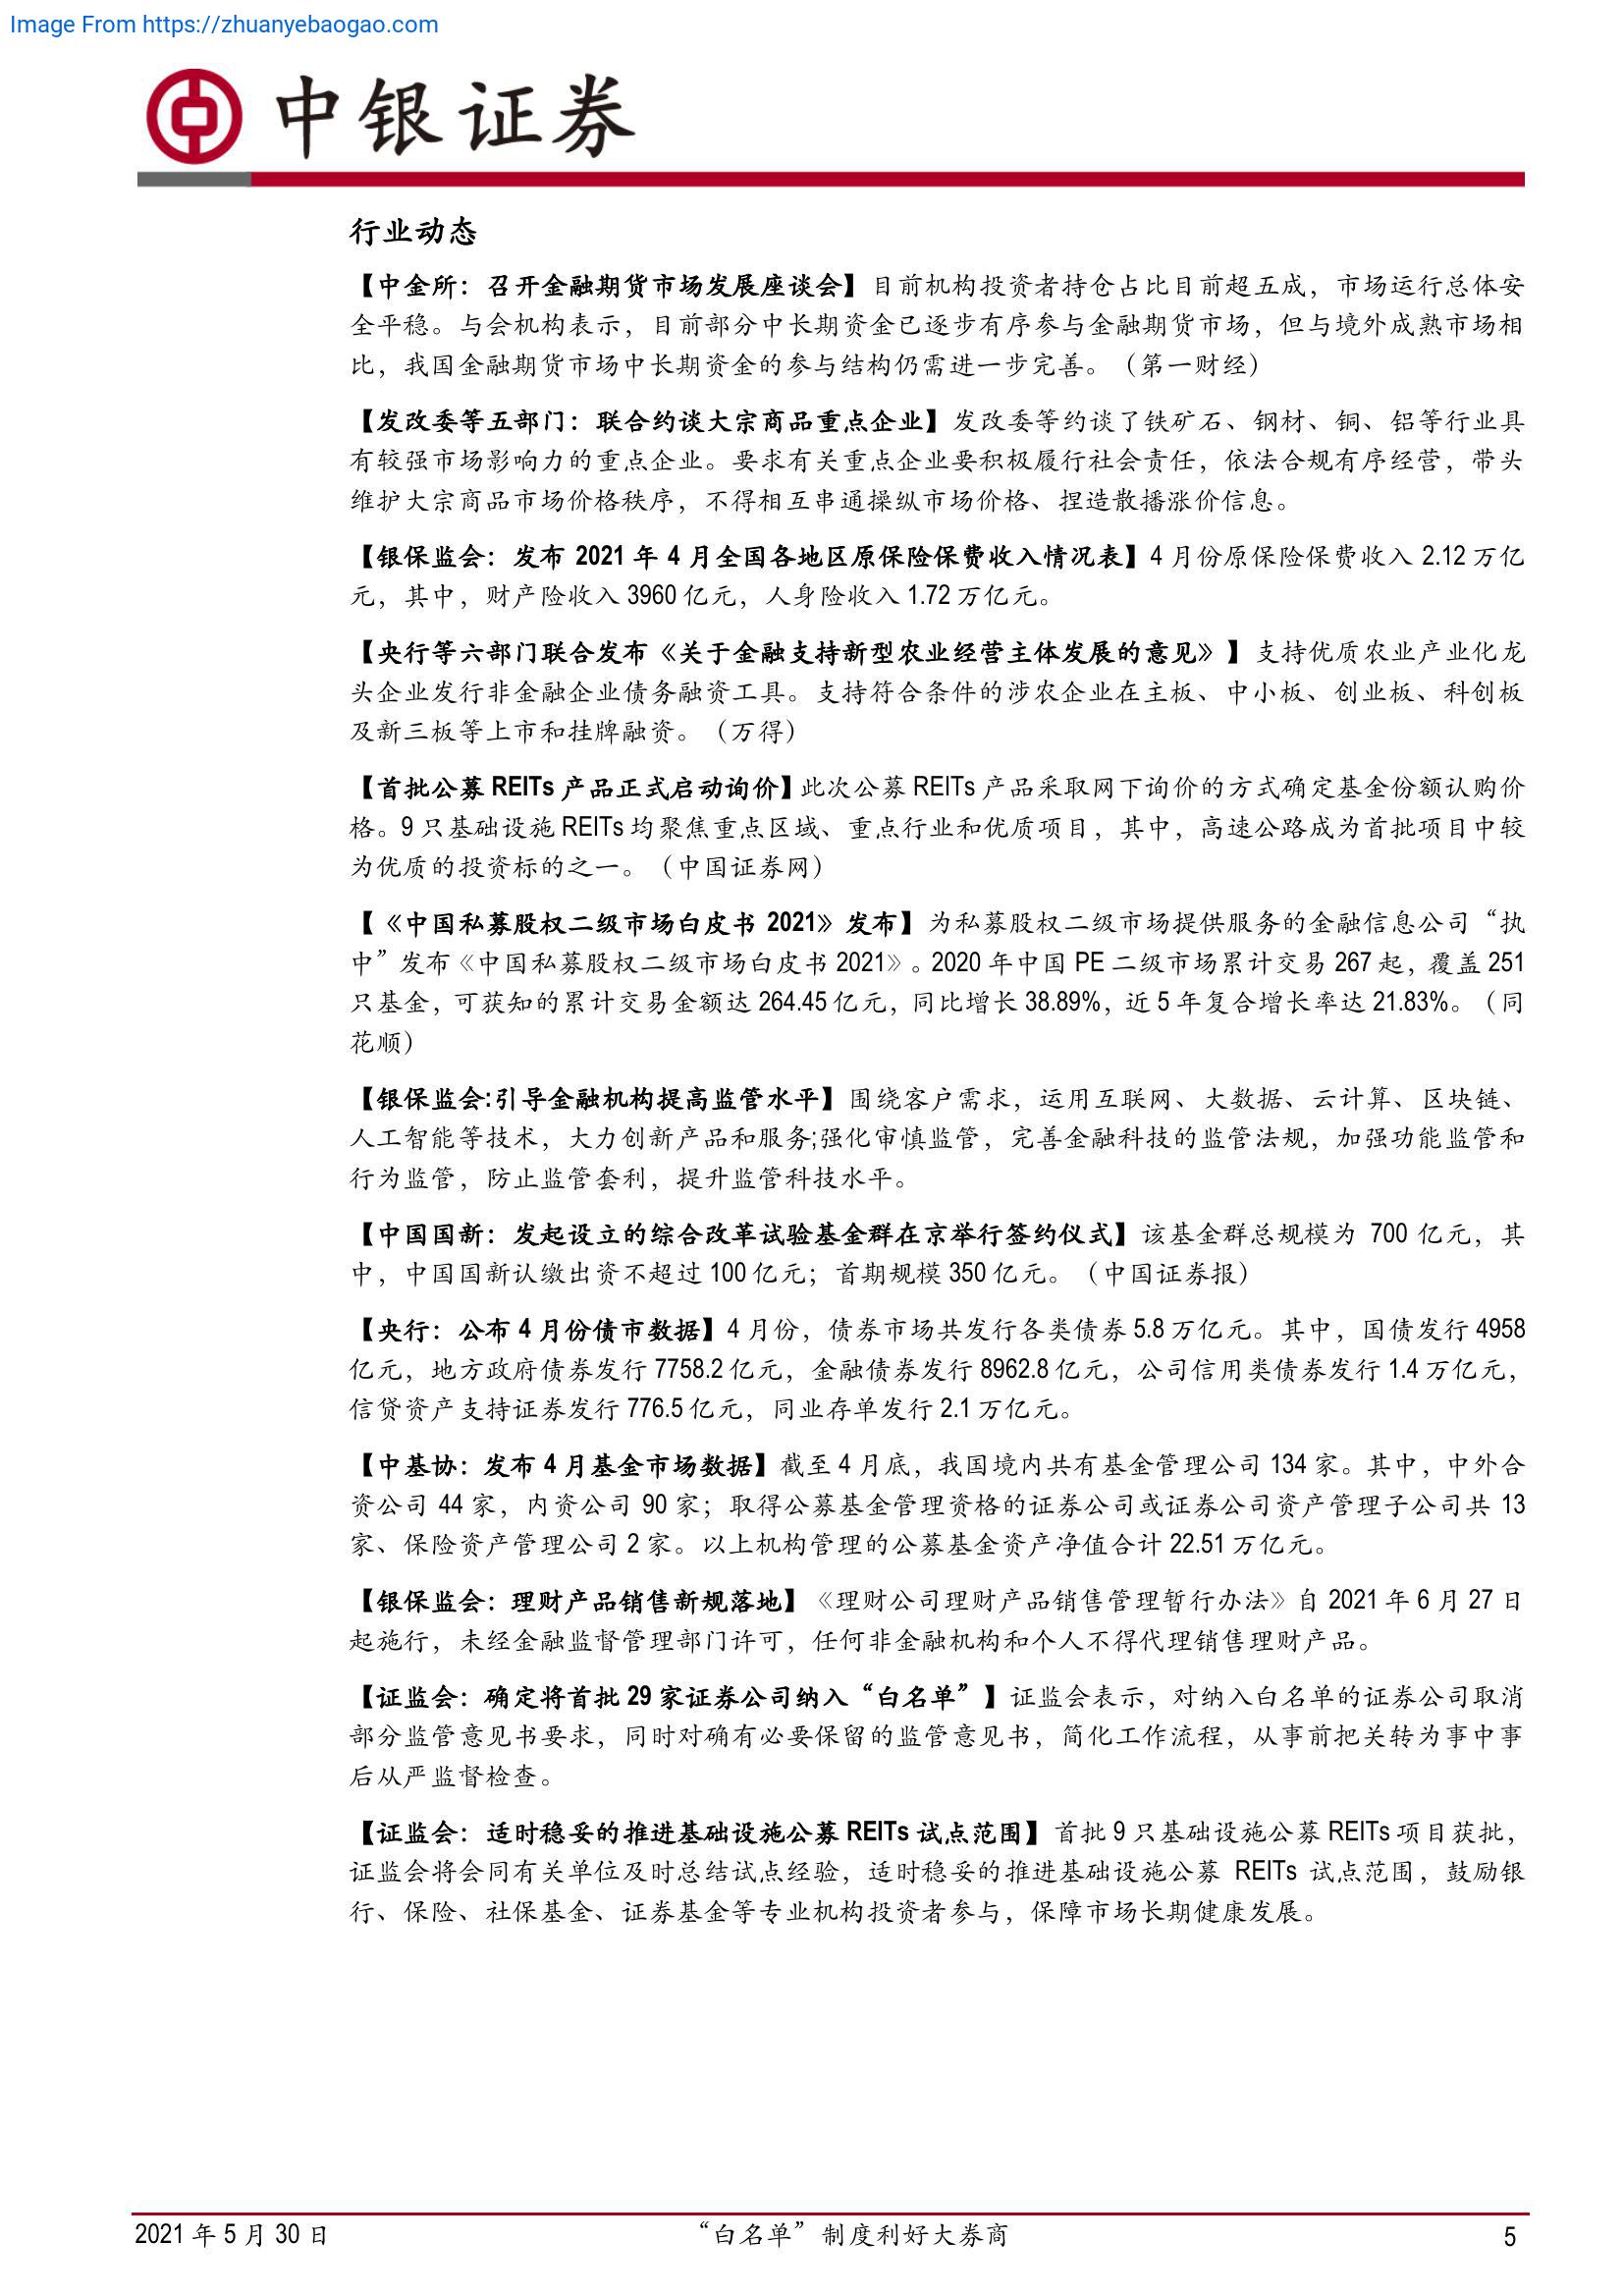 Image From https://zhuanyebaogao.com
中银证券
行业动态
【中金所：召开金融期货市场发展座谈会】目前机构投资者持仓占比目前超五成，市场运行总体安
全平稳。与会机构表示，目前部分中长期资金已逐步有序参与金融期货市场，但与境外成熟市场相
比，我国金融期货市场中长期资金的参与结构仍需进一步完善。（第一财经）
【发改委等五部门：联合约谈大宗商品重点企业】发改委等约谈了铁矿石、钢材、铜、铝等行业具
有较强市场影响力的重点企业。要求有关重点企业要积极履行社会责任，依法合规有序经营，带头
维护大宗商品市场价格秩序，不得相互串通操纵市场价格、捏造散播涨价信息。
【银保监会：发布 2021 年 4 月全国各地区原保险保费收入情况表】4 月份原保险保费收入 2.12 万亿
元，其中，财产险收入 3960 亿元，人身险收入 1.72 万亿元。
【央行等六部门联合发布《关于金融支持新型农业经营主体发展的意见》】支持优质农业产业化龙
头企业发行非金融企业债务融资工具。支持符合条件的涉农企业在主板、中小板、创业板、科创板
及新三板等上市和挂牌融资。（万得）
【首批公募 REITs 产品正式启动询价】此次公募 REITs 产品采取网下询价的方式确定基金份额认购价
格。9 只基础设施 REITs 均聚焦重点区域、重点行业和优质项目，其中，高速公路成为首批项目中较
为优质的投资标的之一。（中国证券网）
【《中国私募股权二级市场白皮书 2021》发布】为私募股权二级市场提供服务的金融信息公司“执
中”发布《中国私募股权二级市场白皮书 2021》。2020 年中国 PE 二级市场累计交易 267 起，覆盖 251
只基金，可获知的累计交易金额达 264.45 亿元，同比增长 38.89%，近 5 年复合增长率达 21.83%。（同
花顺）
【银保监会:引导金融机构提高监管水平】围绕客户需求，运用互联网、大数据、云计算、区块链、
人工智能等技术，大力创新产品和服务;强化审慎监管，完善金融科技的监管法规，加强功能监管和
行为监管，防止监管套利，提升监管科技水平。
【中国国新：发起设立的综合改革试验基金群在京举行签约仪式】该基金群总规模为 700 亿元，其
中，中国国新认缴出资不超过 100 亿元；首期规模 350 亿元。（中国证券报）
【央行：公布 4 月份债市数据】4 月份，债券市场共发行各类债券 5.8 万亿元。其中，国债发行 4958
亿元，地方政府债券发行 7758.2 亿元，金融债券发行 8962.8 亿元，公司信用类债券发行 1.4 万亿元，
信贷资产支持证券发行 776.5 亿元，同业存单发行 2.1 万亿元。
【中基协：发布 4 月基金市场数据】截至 4 月底，我国境内共有基金管理公司 134 家。其中，中外合
资公司 44 家，内资公司 90 家；取得公募基金管理资格的证券公司或证券公司资产管理子公司共 13
家、保险资产管理公司 2 家。以上机构管理的公募基金资产净值合计 22.51 万亿元。
【银保监会：理财产品销售新规落地】《理财公司理财产品销售管理暂行办法》自 2021 年 6 月 27 日
起施行，未经金融监督管理部门许可，任何非金融机构和个人不得代理销售理财产品。
【证监会：确定将首批 29 家证券公司纳入“白名单”】证监会表示，对纳入白名单的证券公司取消
部分监管意见书要求，同时对确有必要保留的监管意见书，简化工作流程，从事前把关转为事中事
后从严监督检查。
【证监会：适时稳妥的推进基础设施公募 REITs 试点范围】首批 9 只基础设施公募 REITs 项目获批，
证监会将会同有关单位及时总结试点经验，适时稳妥的推进基础设施公募 REITs 试点范围，鼓励银
行、保险、社保基金、证券基金等专业机构投资者参与，保障市场长期健康发展。
2021 年 5 月 30 日
“白名单”制度利好大券商
5